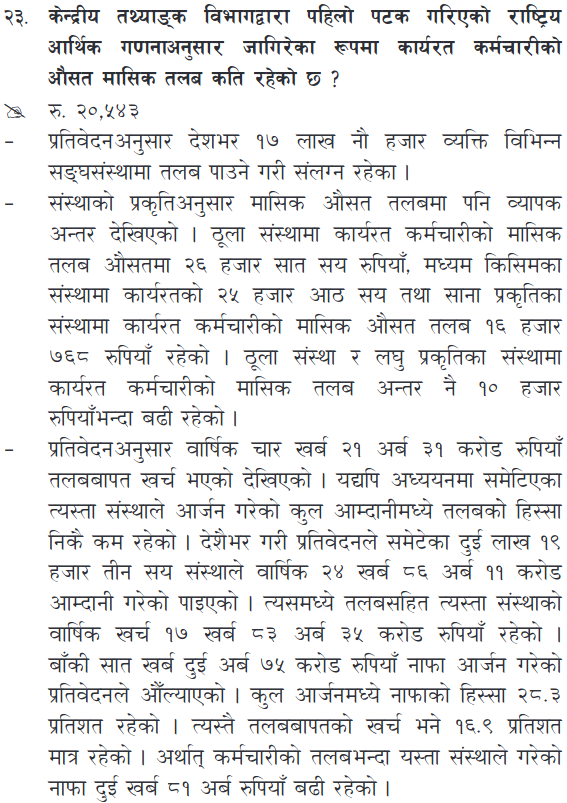 २३. केन्द्रीय तथ्याङ्क विभागद्वारा पहिलो पटक गरिएको राष्ट्रिय
आर्थिक गणनाअनुसार जागिरेका रूपमा कार्यरत कर्मचारीको
औसत मासिक तलब कति रहेको छ ?
रु. २०,५४३
– प्रतिवेदनअनुसार देशभर १७ लाख नौ हजार व्यक्ति विभिन्न
सङ्घसंस्थामा तलब पाउने गरी संलग्न रहेका ।
– संस्थाको प्रकृतिअनुसार मासिक औसत तलबमा पनि व्यापक
अन्तर देखिएको । ठूला संस्थामा कार्यरत कर्मचारीको मासिक
तलब औसतमा २६ हजार सात सय रुपियाँ, मध्यम किसिमका
संस्थामा कार्यरतको २५ हजार आठ सय तथा साना प्रकृतिका
संस्थामा कार्यरत कर्मचारीको मासिक औसत तलब १६ हजार
७६८ रुपियाँ रहेको । ठूला संस्था र लघु प्रकृतिका संस्थामा
कार्यरत कर्मचारीको मासिक तलब अन्तर नै १० हजार
रुपियाँभन्दा बढी रहेको ।
– प्रतिवेदनअनुसार वार्षिक चार खर्ब २१ अर्ब ३१ करोड रुपियाँ
तलबबापत खर्च भएको देखिएको । यद्यपि अध्ययनमा समेटिएका
त्यस्ता संस्थाले आर्जन गरेको कुल आम्दानीमध्ये तलबको हिस्सा
निकै कम रहेको । देशैभर गरी प्रतिवेदनले समेटेका दुई लाख १९
हजार तीन सय संस्थाले वार्षिक २४ खर्ब ८६ अर्ब ११ करोड
आम्दानी गरेको पाइएको । त्यसमध्ये तलबसहित त्यस्ता संस्थाको
वार्षिक खर्च १७ खर्ब ८३ अर्ब ३५ करोड रुपियाँ रहेको ।
बाँकी सात खर्ब दुई अर्ब ७५ करोड रुपियाँ नाफा आर्जन गरेको
प्रतिवेदनले औँल्याएको । कुल आर्जनमध्ये नाफाको हिस्सा २८.३
प्रतिशत रहेको । त्यस्तै तलबबापतको खर्च भने १६.९ प्रतिशत
मात्र रहेको । अर्थात् कर्मचारीको तलबभन्दा यस्ता संस्थाले गरेको
नाफा दुई खर्ब ८१ अर्ब रुपियाँ बढी रहेको ।